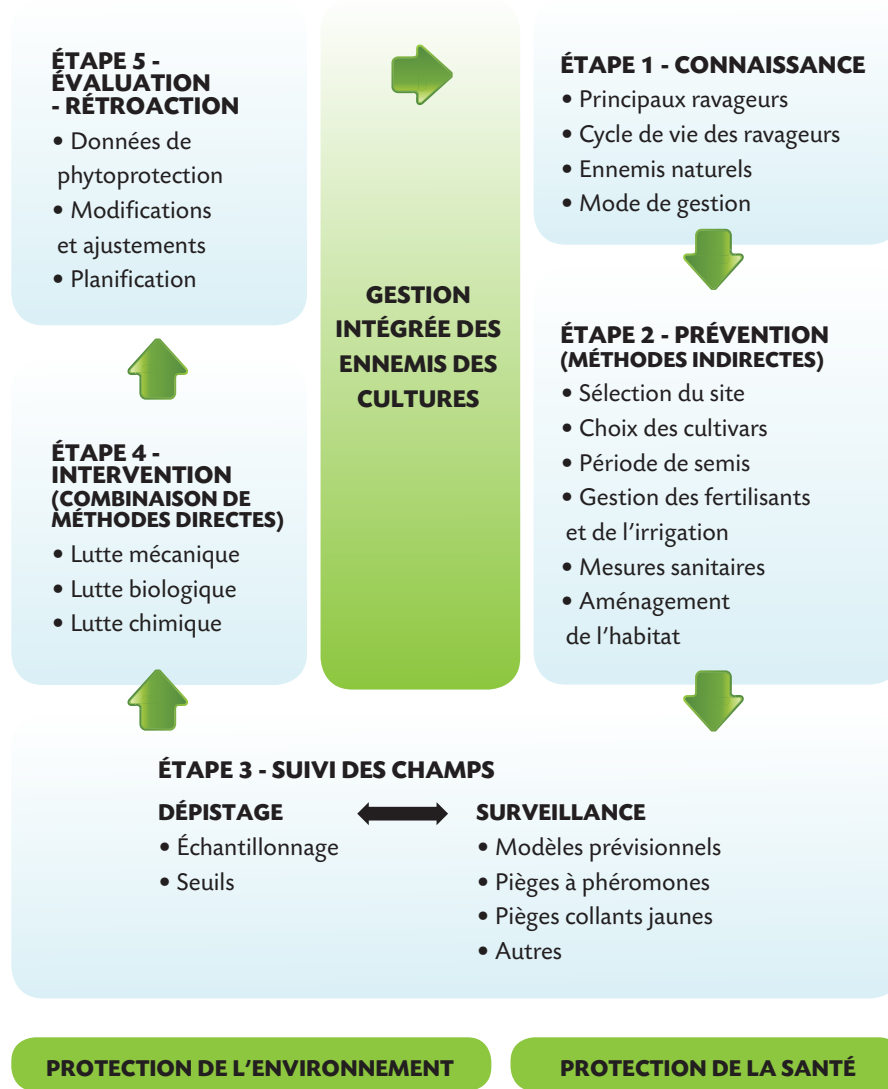 ÉTAPE 5 -
ÉVALUATION
- RÉTROACTION
• Données de
phytoprotection
• Modifications
et ajustements
• Planification
GESTION
INTÉGRÉE DES
ENNEMIS DES
CULTURES
ÉTAPE 1 - CONNAISSANCE
• Principaux ravageurs
• Cycle de vie des ravageurs
• Ennemis naturels
• Mode de gestion
ÉTAPE 2 - PRÉVENTION
(MÉTHODES INDIRECTES)
• Sélection du site
• Choix des cultivars
• Période de semis
• Gestion des fertilisants
et de l’irrigation
• Mesures sanitaires
• Aménagement
de l’habitat
ÉTAPE 4 -
INTERVENTION
(COMBINAISON DE
MÉTHODES DIRECTES)
• Lutte mécanique
• Lutte biologique
• Lutte chimique
ÉTAPE 3 - SUIVI DES CHAMPS
DÉPISTAGE
• Échantillonnage
• Seuils
SURVEILLANCE
• Modèles prévisionnels
• Pièges à phéromones
• Pièges collants jaunes
• Autres
PROTECTION DE L’ENVIRONNEMENT
PROTECTION DE LA SANTÉ